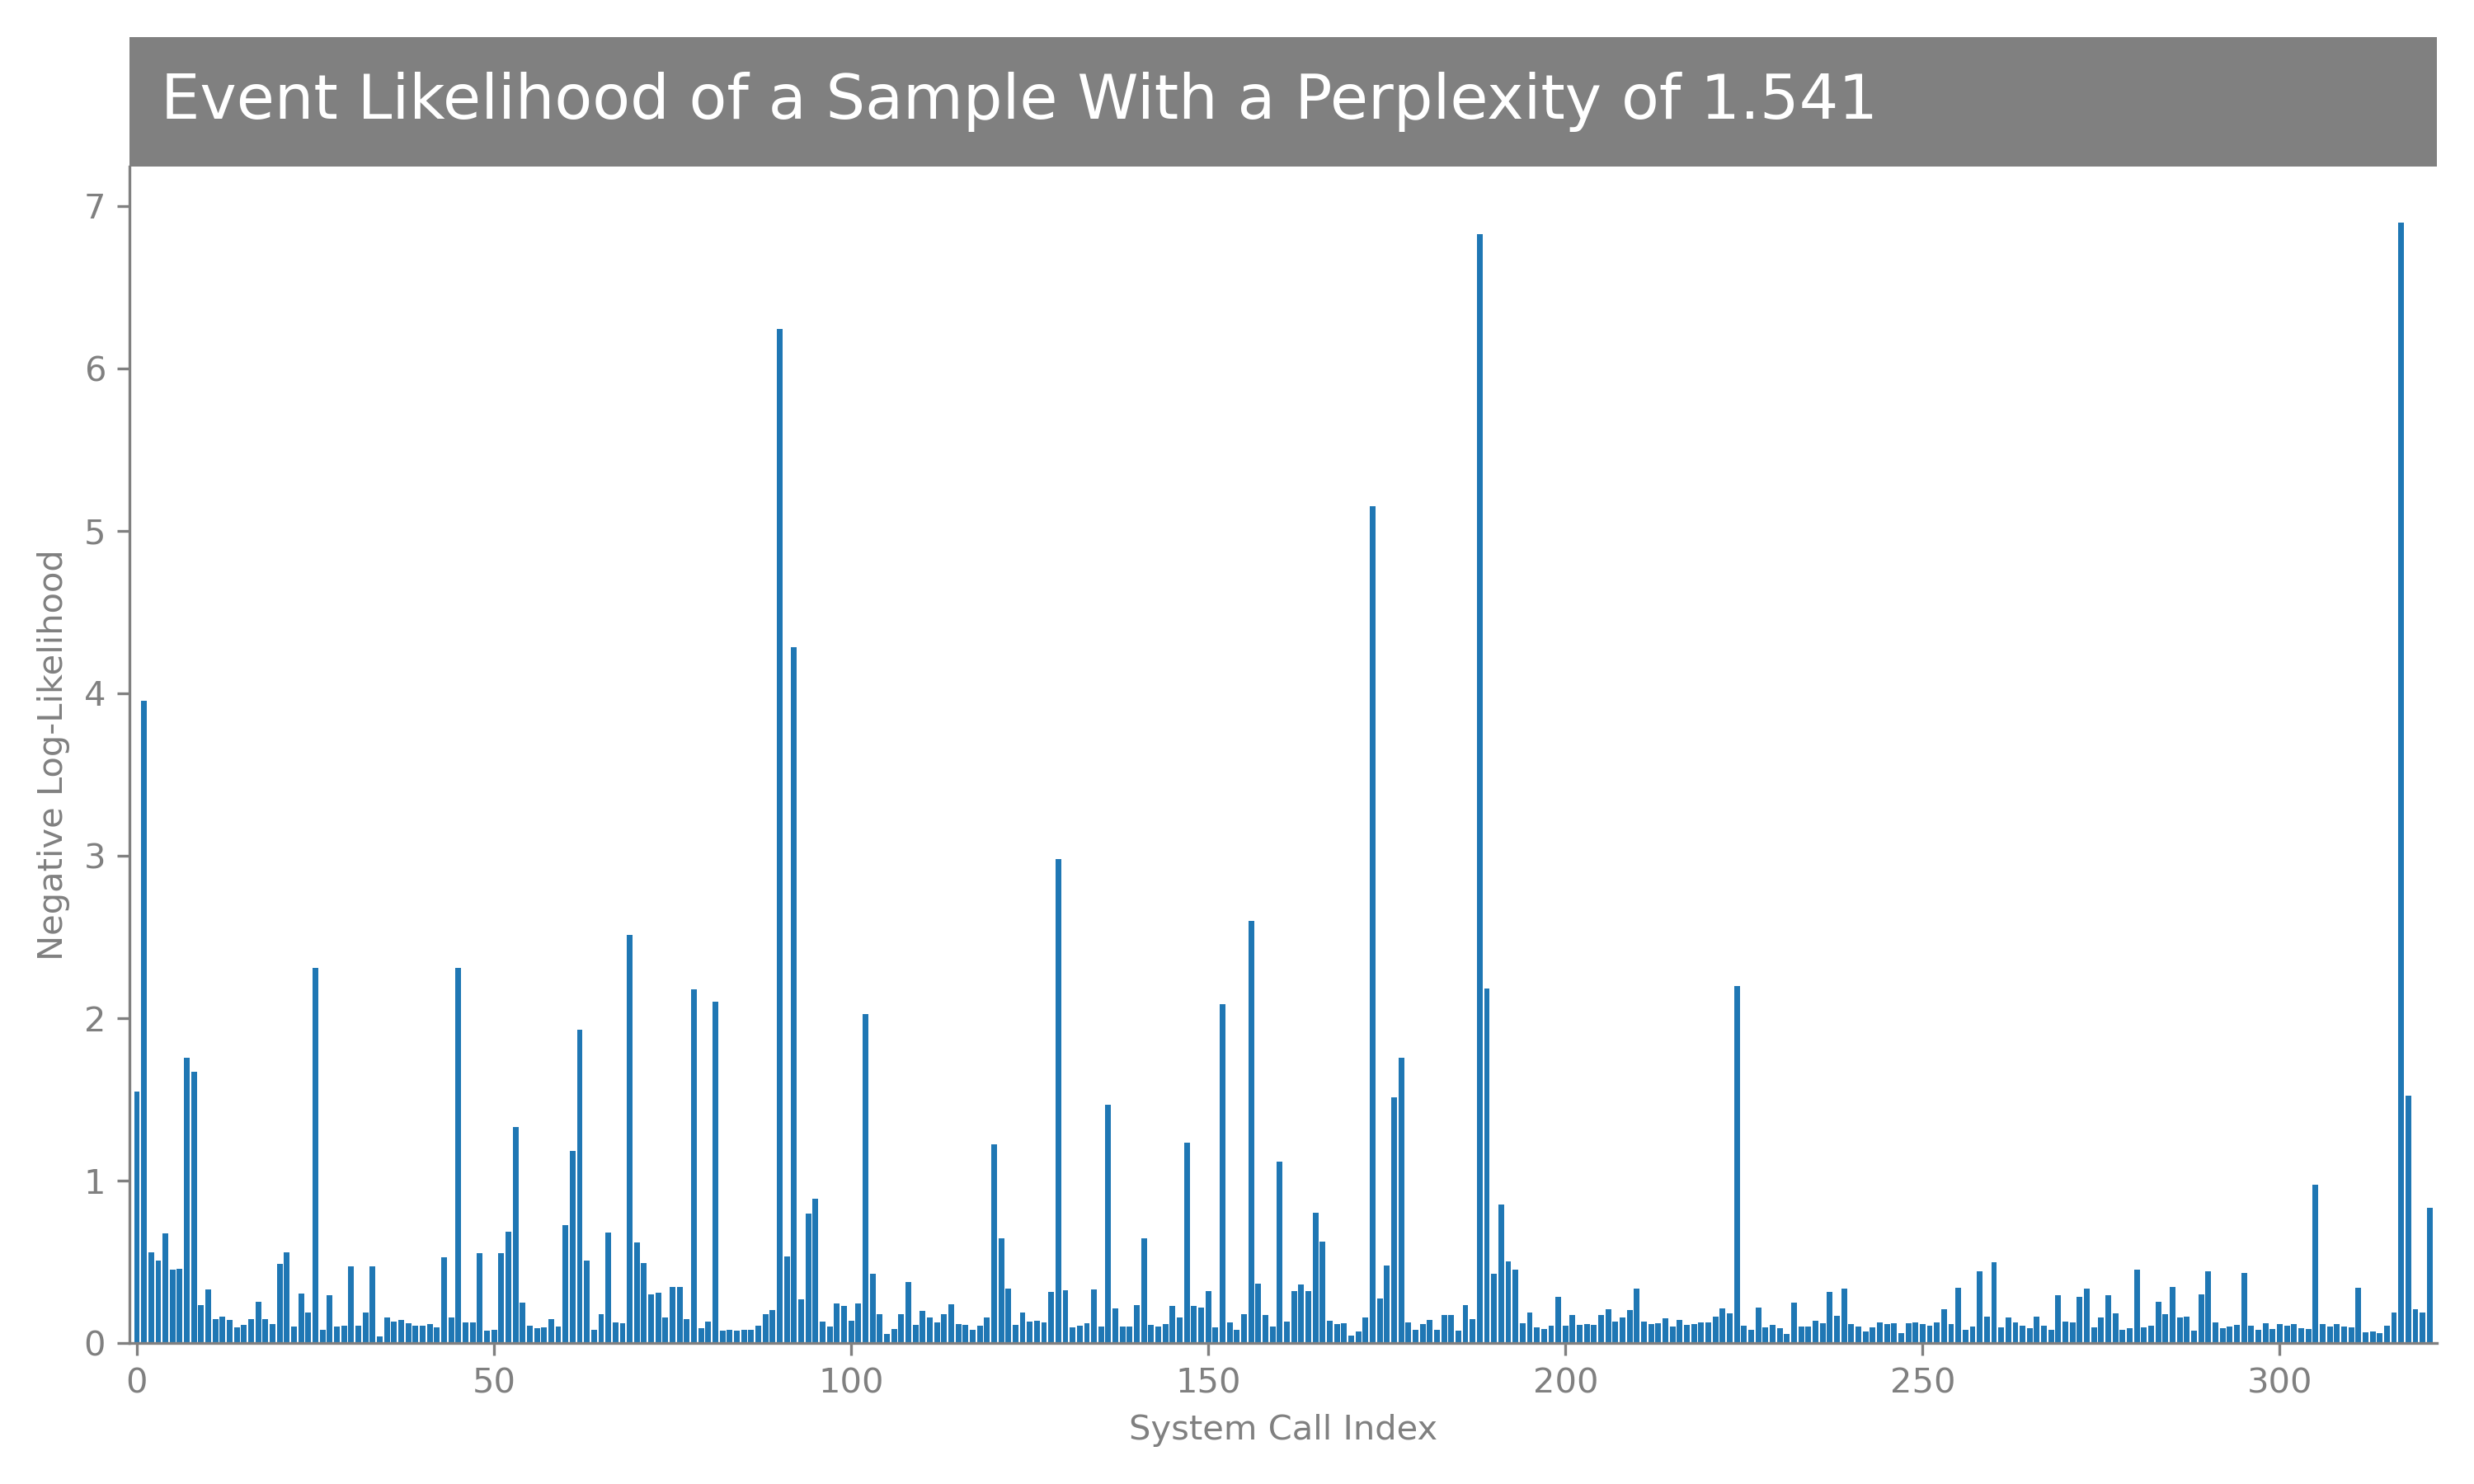 Event Likelihood of a Sample With a Perplexity of 1.541
7
6
5
4
3
2
1
0
Negative Log-Likelihood
0 50 100 150 200 250 300
System Call Index